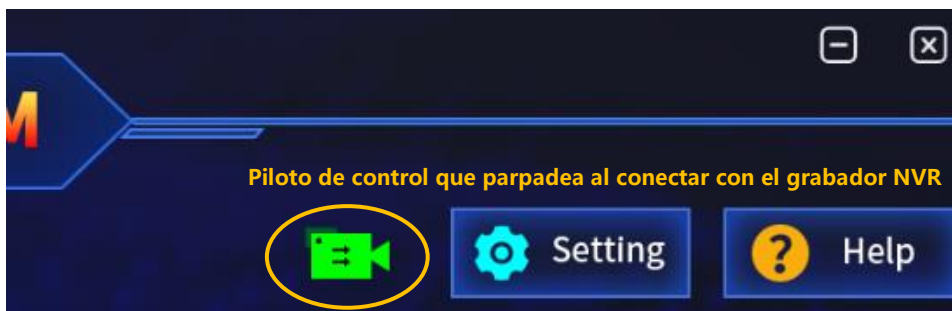 M
Piloto de control que parpadea al conectar con el grabador NVR
Setting
Help